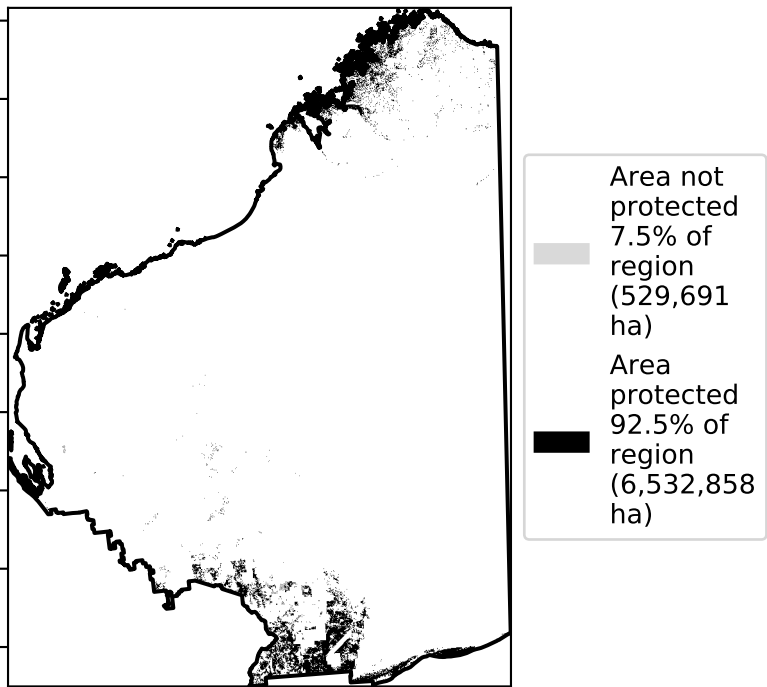 Area not
protected
7.5% of
region
(529,691
ha)
Area
protected
92.5% of
region
(6,532,858
ha)